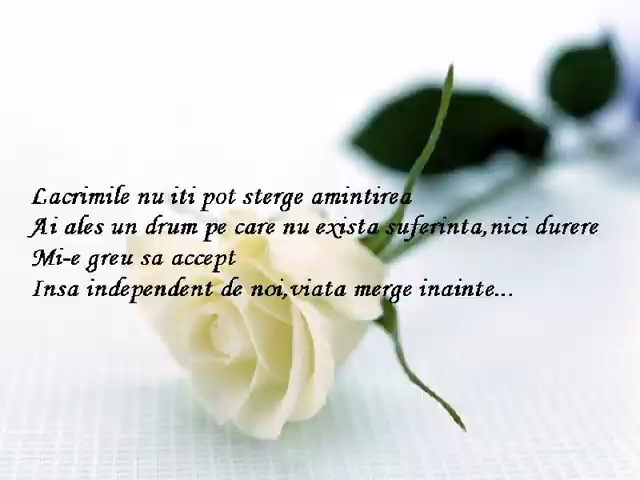 Lacrimile nu iti pot sterge amintirea
Ai ales un drum pe care nu exista suferinta,nici durere
Mi-e greu sa accept
Insa independent de noi,viata merge inainte...